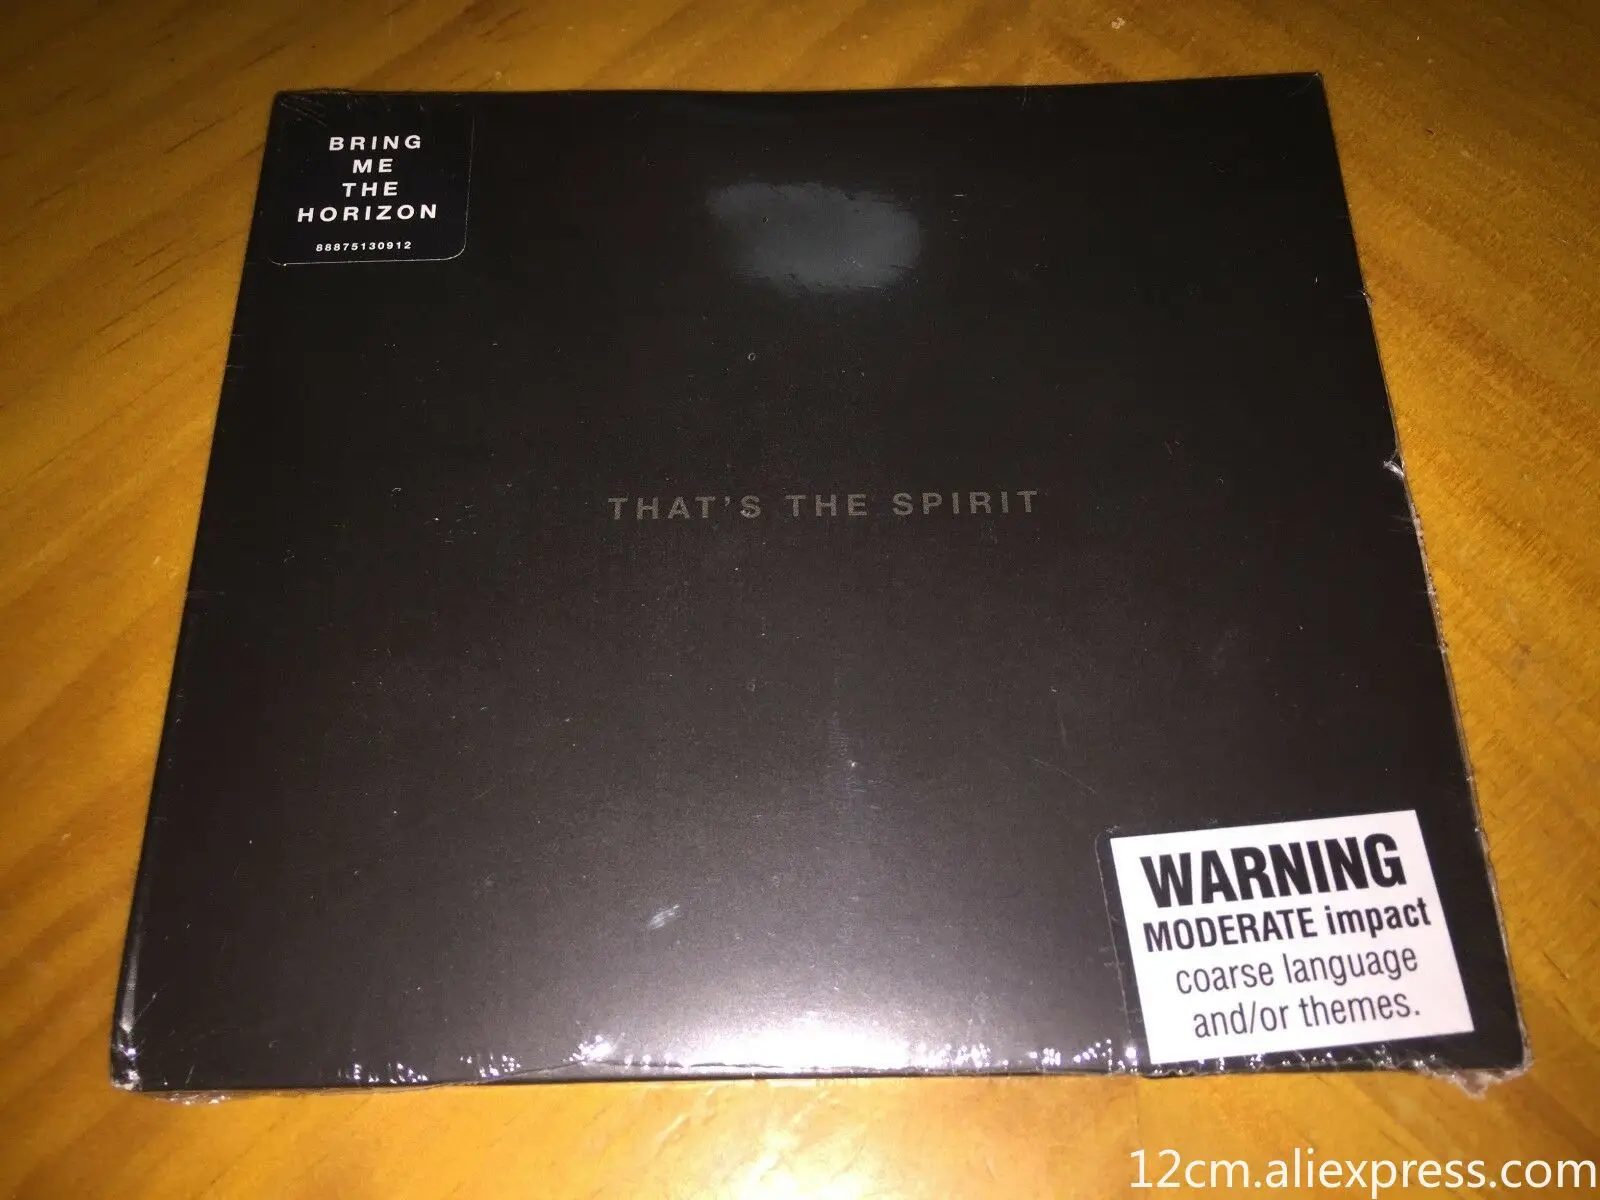 BRING
ME
THE
HORIZON
88875130912
THAT'S THE SPIRIT
WARNING
MODERATE impact
coarse language
and/or themes.
12cm.aliexpress.com